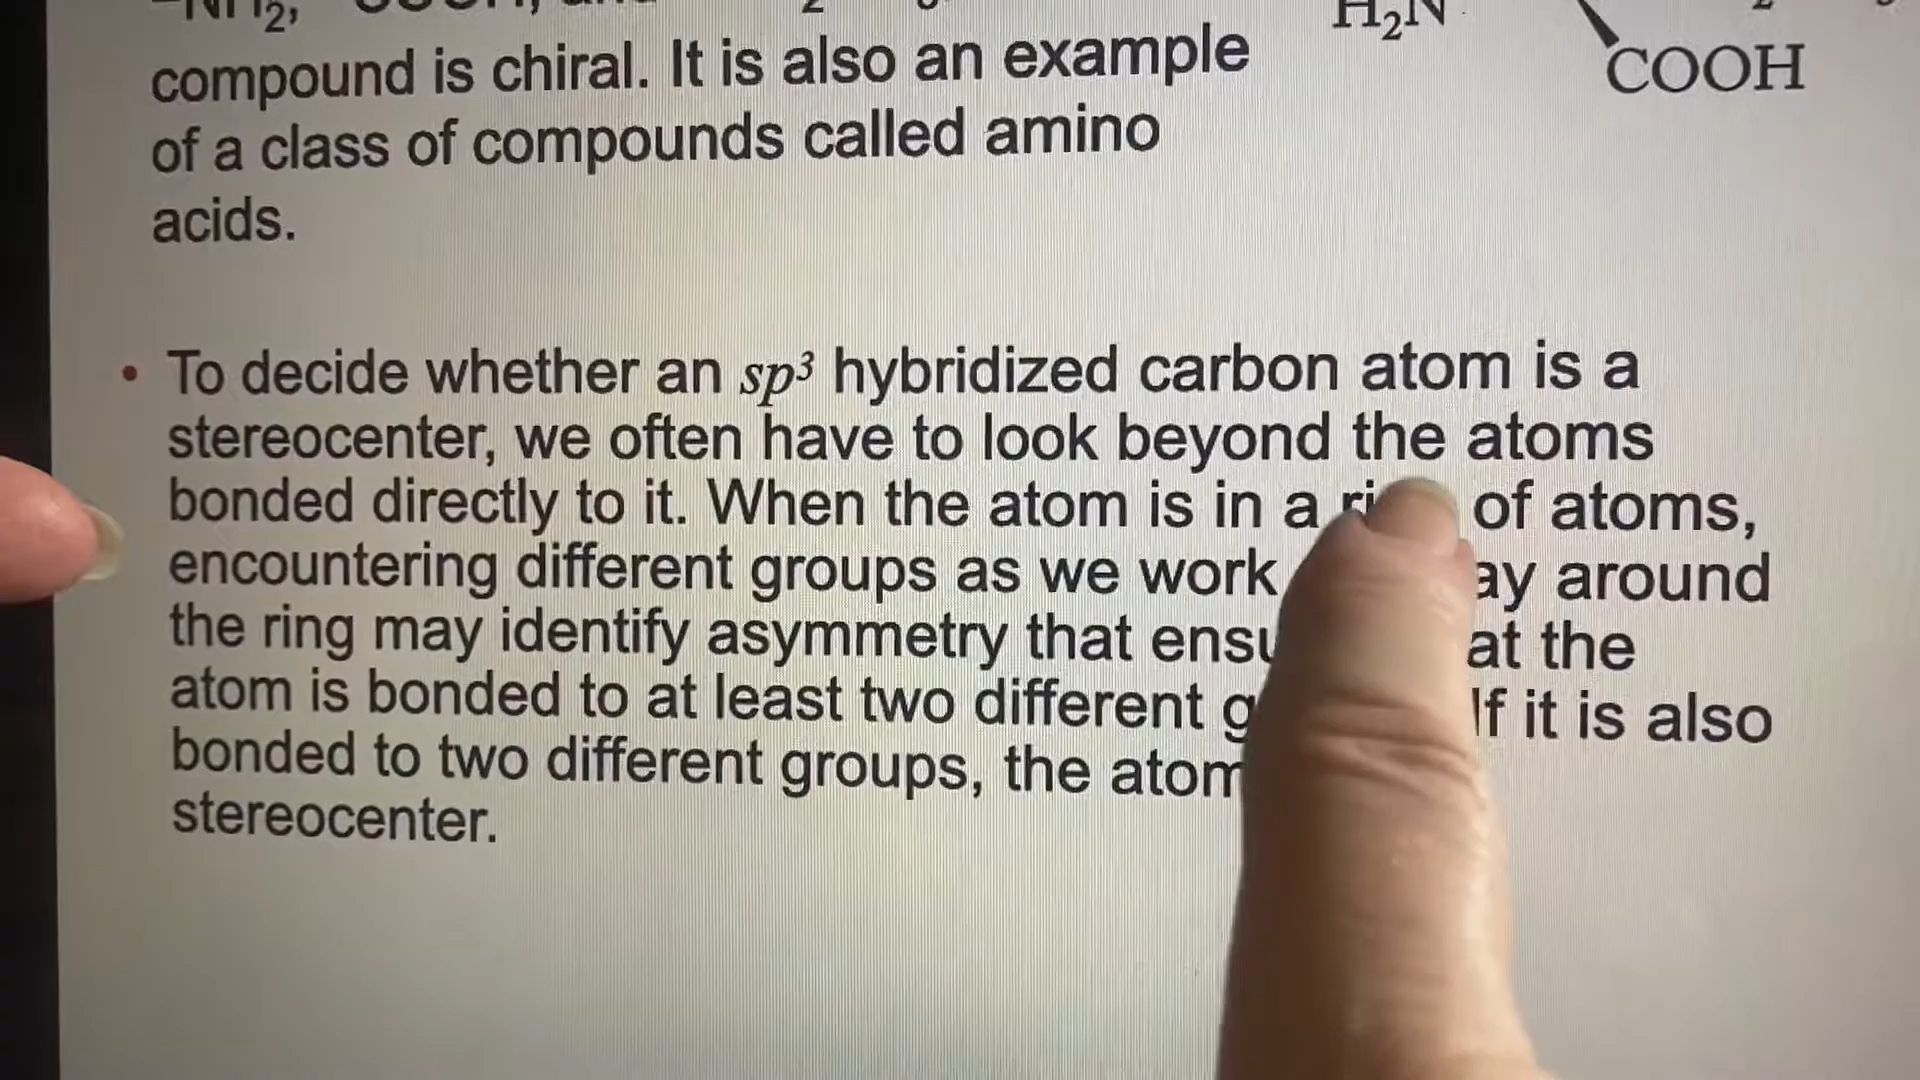 compound is chiral. It is also an example
of a class of compounds called amino
acids.
H₂N
COOH
• To decide whether an sp³ hybridized carbon atom is a
stereocenter, we often have to look beyond the atoms
bonded directly to it. When the atom is in a of atoms,
encountering different groups as we work around
the ring may identify asymmetry that the
atom is bonded to at least two different If it is also
bonded to two different groups, the atom
stereocenter.